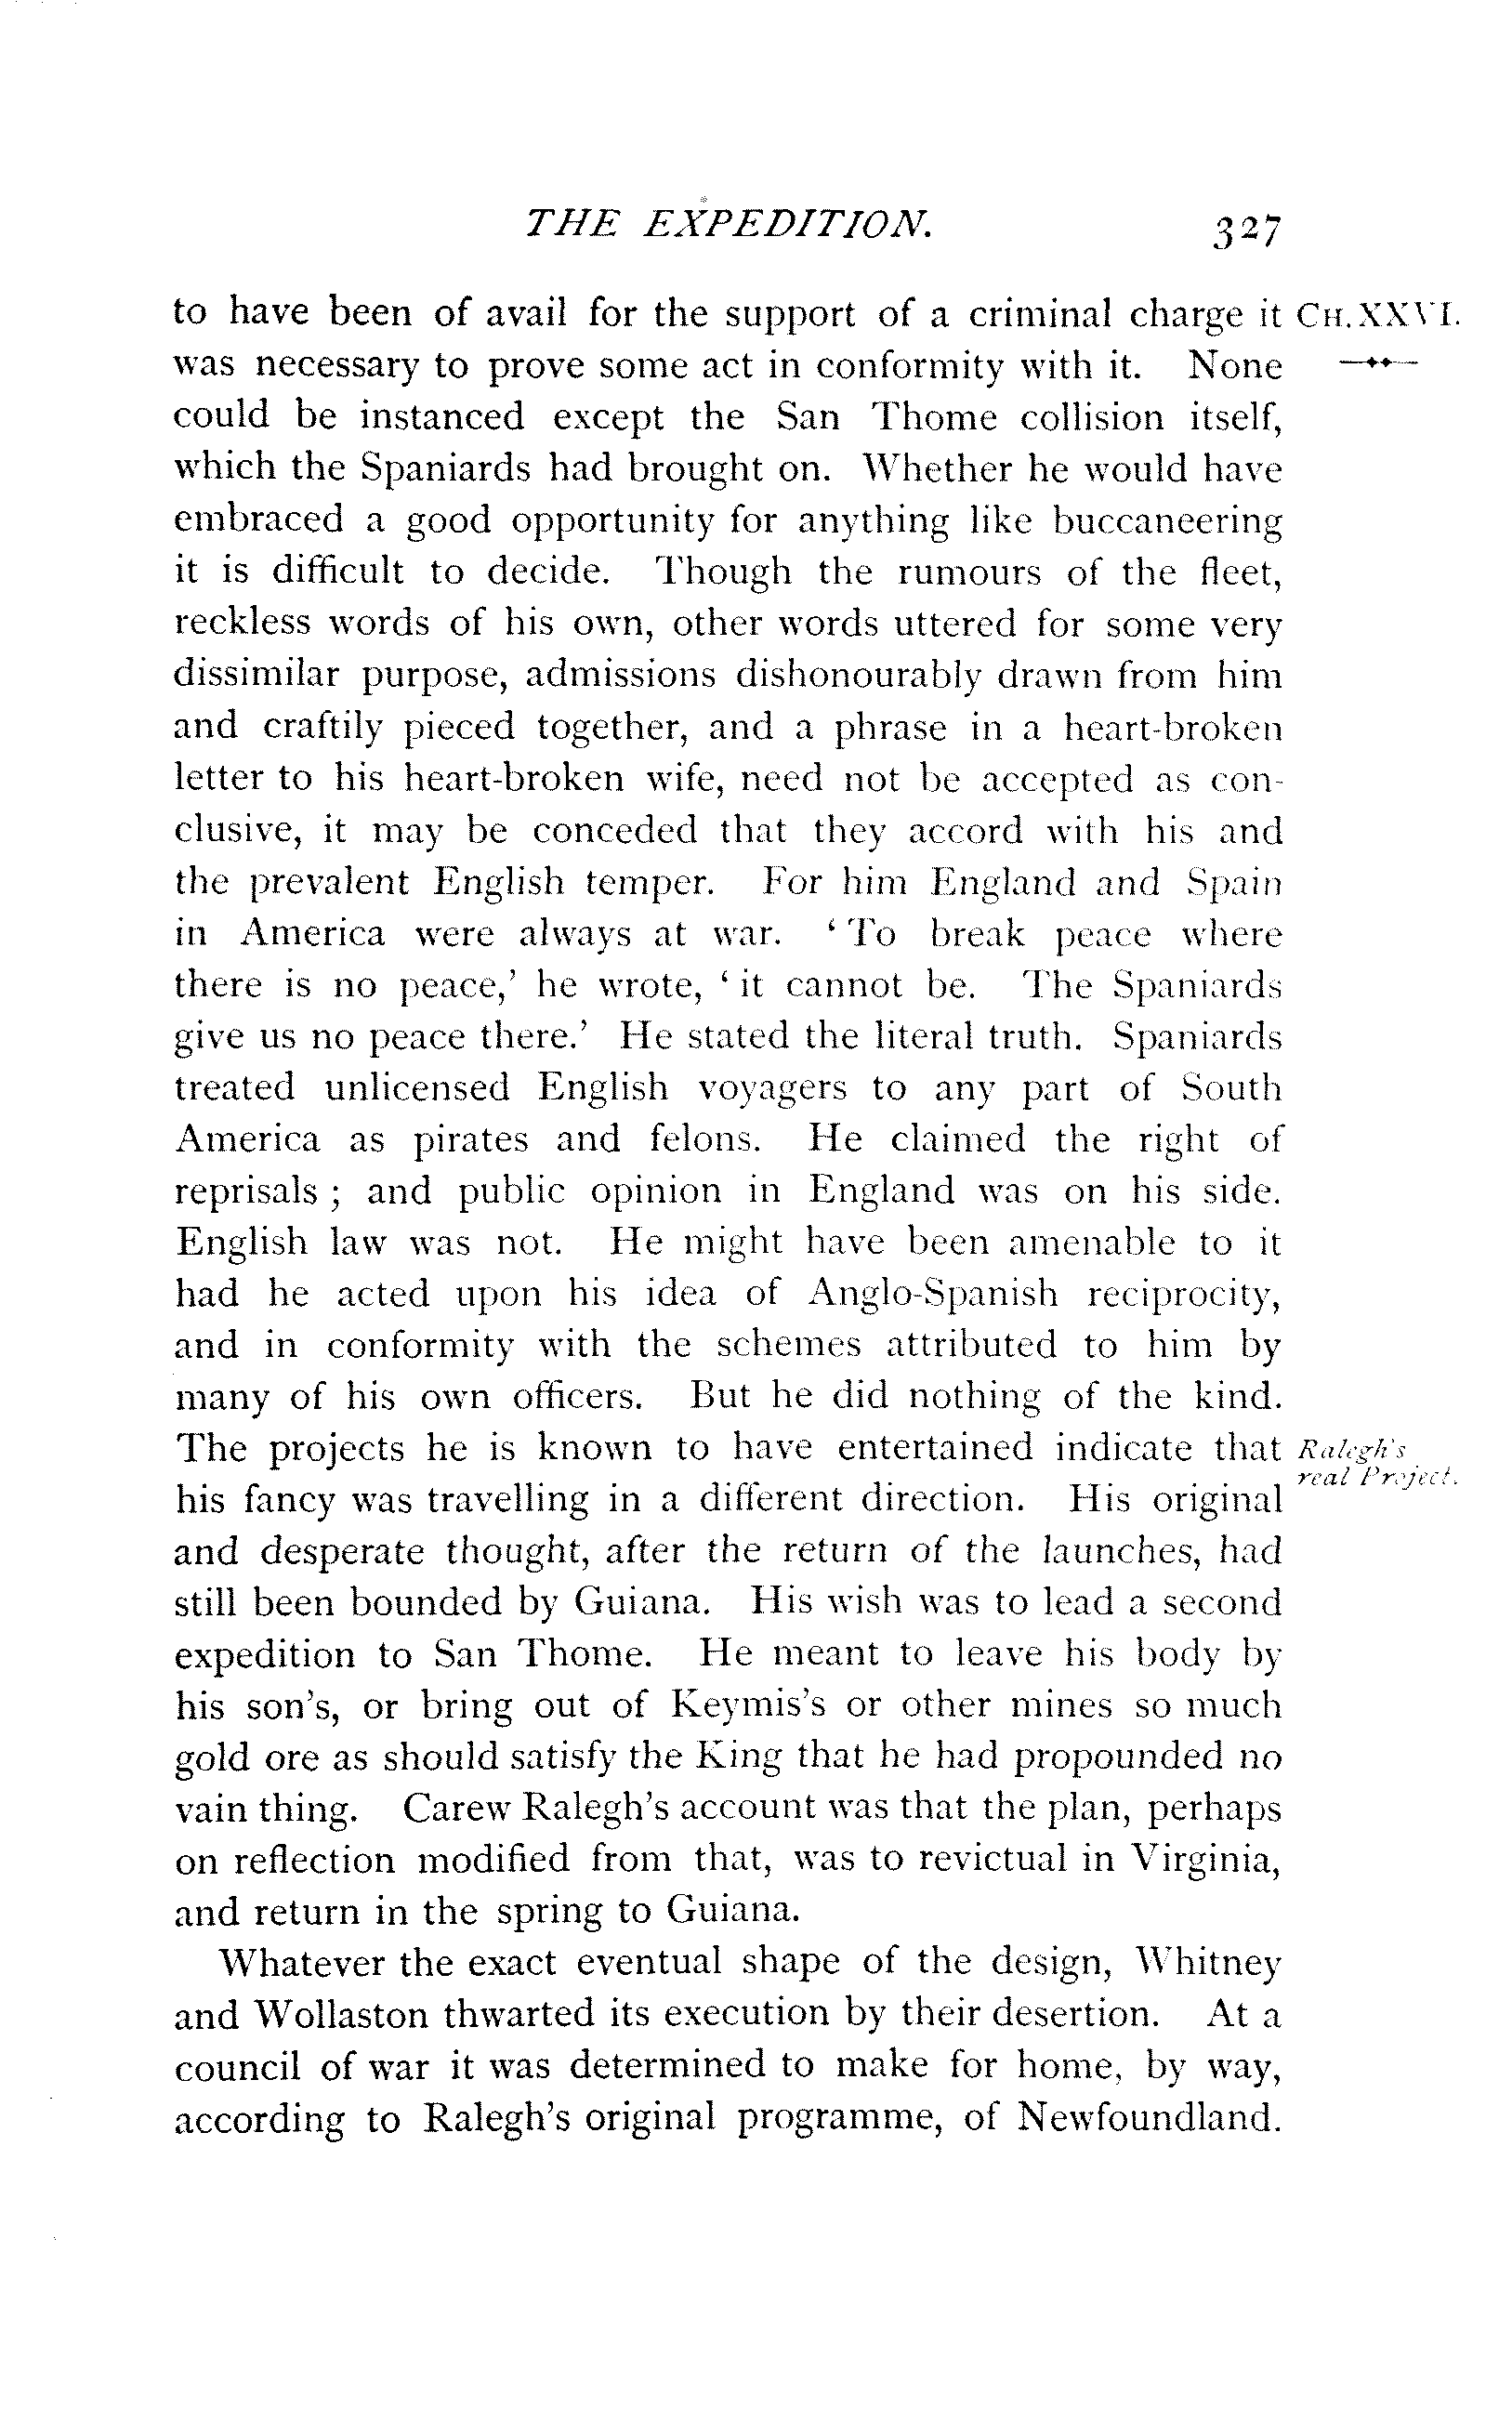 THE EXPEDITION. 327
to have been of avail for the support of a criminal charge it CH. XXVI.
was necessary to prove some act in conformity with it. None
could be instanced except the San Thome collision itself,
which the Spaniards had brought on. Whether he would have
embraced a good opportunity for anything like buccaneering
it is difficult to decide. Though the rumours of the fleet,
reckless words of his own, other words uttered for some very
dissimilar purpose, admissions dishonourably drawn from him
and craftily pieced together, and a phrase in a heart-broken
letter to his heart-broken wife, need not be accepted as con-
clusive, it may be conceded that they accord with his and
the prevalent English temper. For him England and Spain
in America were always at war. ‘To break peace where
there is no peace,’ he wrote, ‘it cannot be. The Spaniards
give us no peace there.’ He stated the literal truth. Spaniards
treated unlicensed English voyagers to any part of South
America as pirates and felons. He claimed the right of
reprisals; and public opinion in England was on his side.
English law was not. He might have been amenable to it
had he acted upon his idea of Anglo-Spanish reciprocity,
and in conformity with the schemes attributed to him by
many of his own officers. But he did nothing of the kind.
The projects he is known to have entertained indicate that Ralegh's
his fancy was travelling in a different direction. His original real Project.
and desperate thought, after the return of the launches, had
still been bounded by Guiana. His wish was to lead a second
expedition to San Thome. He meant to leave his body by
his son's, or bring out of Keymis's or other mines so much
gold ore as should satisfy the King that he had propounded no
vain thing. Carew Ralegh's account was that the plan, perhaps
on reflection modified from that, was to revictual in Virginia,
and return in the spring to Guiana.
Whatever the exact eventual shape of the design, Whitney
and Wollaston thwarted its execution by their desertion. At a
council of war it was determined to make for home, by way,
according to Ralegh's original programme, of Newfoundland.